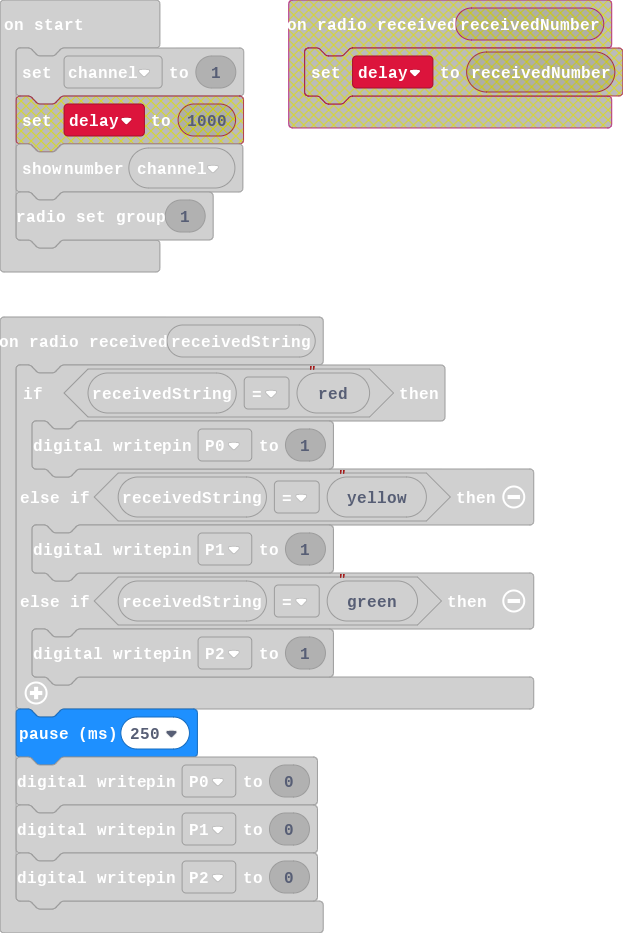 on start
set channel to 1
set delay to 1000
show number channel
radio set group 1
on radio received receivedNumber
set delay to receivedNumber
on radio received receivedString
if receivedString = " red then
digital write pin P0 to 1
else if receivedString = " yellow then
digital write pin P1 to 1
else if receivedString = " green then
digital write pin P2 to 1
pause (ms) 250
digital write pin P0 to 0
digital write pin P1 to 0
digital write pin P2 to 0